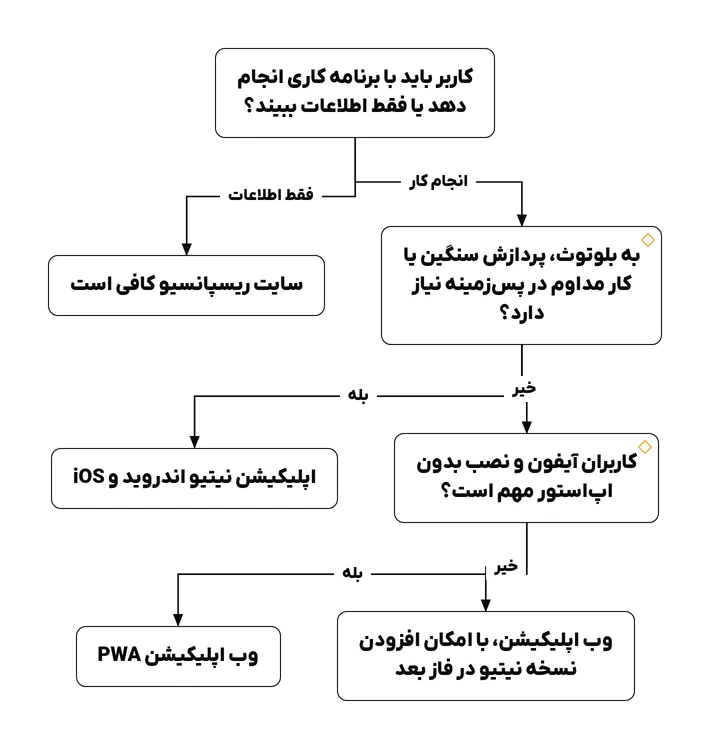 کاربر باید با برنامه کاری انجام
دهد یا فقط اطلاعات ببیند؟
انجام کار
فقط اطلاعات
به بلوتوث، پردازش سنگین یا
کار مداوم در پس‌زمینه نیاز
دارد؟
سایت ریسپانسیو کافی است
خیر
بله
کاربران آیفون و نصب بدون
اپ‌استور مهم است؟
اپلیکیشن نیتیو اندروید و iOS
خیر
بله
وب اپلیکیشن، با امکان افزودن
نسخه نیتیو در فاز بعد
وب اپلیکیشن PWA